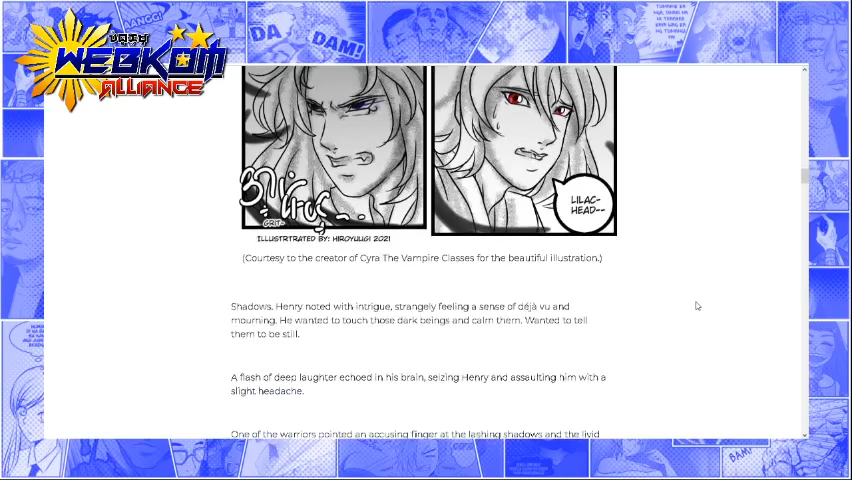 WEBKOM
ALLIANCE
AANGG!
DA
DAM!
GRIT~
LILAC-
HEAD--
ILLUSTRTRATED BY: HIROYUUGI 2021
(Courtesy to the creator of Cyra The Vampire Classes for the beautiful illustration.)
Shadows. Henry noted with intrigue, strangely feeling a sense of déjà vu and
mourning. He wanted to touch those dark beings and calm them. Wanted to tell
them to be still.
A flash of deep laughter echoed in his brain, seizing Henry and assaulting him with a
slight headache.
One of the warriors pointed an accusing finger at the lashing shadows and the livid
BAM!